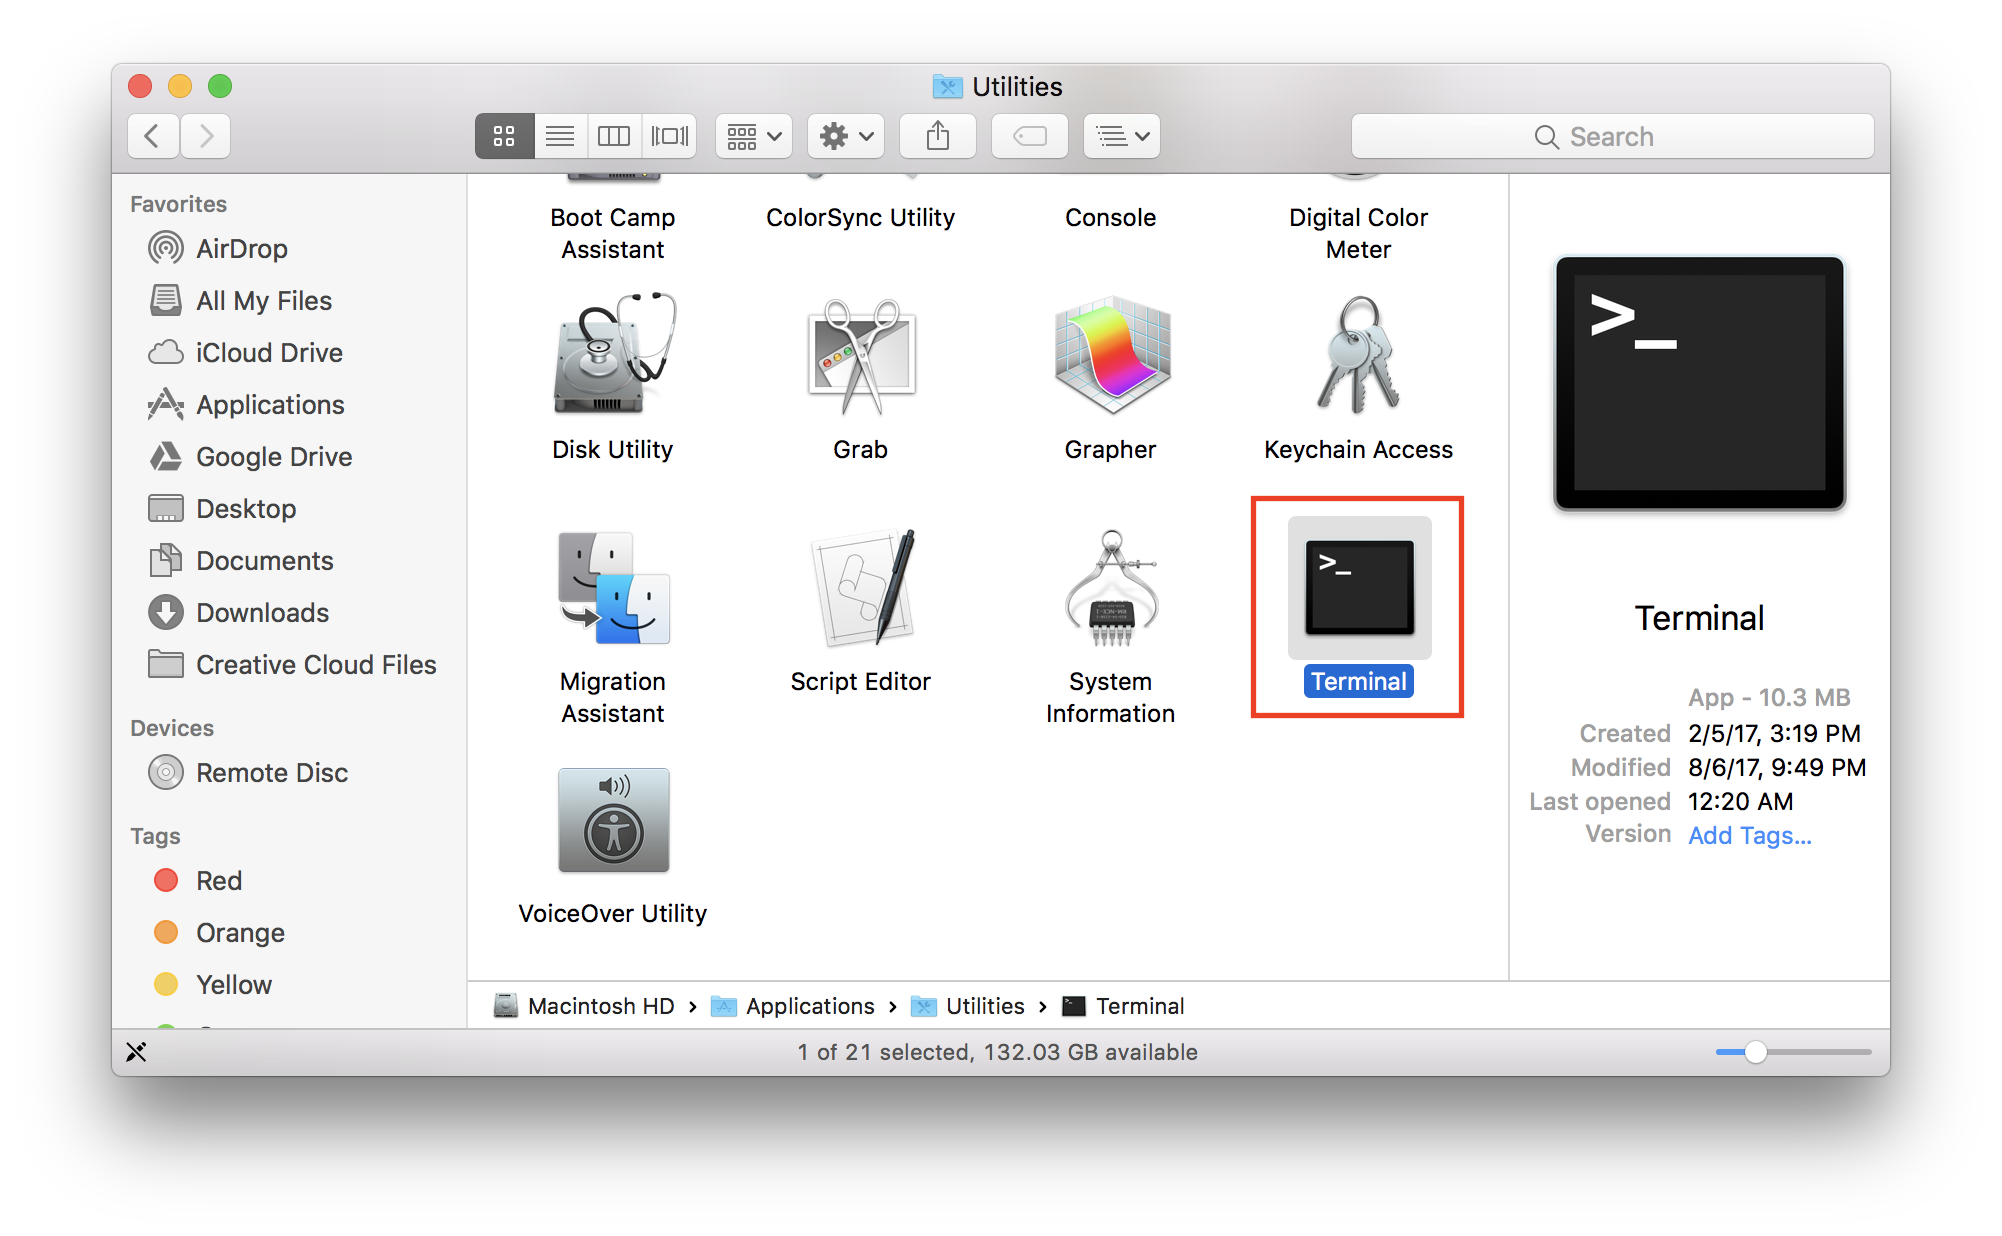 Utilities
Search
Favorites
AirDrop
All My Files
iCloud Drive
Applications
Google Drive
Desktop
Documents
Downloads
Creative Cloud Files
Devices
Remote Disc
Tags
Red
Orange
Yellow
Boot Camp
Assistant
ColorSync Utility
Console
Digital Color
Meter
Disk Utility
Grab
Grapher
Keychain Access
Migration
Assistant
Script Editor
System
Information
>_
Terminal
VoiceOver Utility
>_
Terminal
App - 10.3 MB
Created 2/5/17, 3:19 PM
Modified 8/6/17, 9:49 PM
Last opened 12:20 AM
Version Add Tags...
Macintosh HD › Applications › Utilities › Terminal
1 of 21 selected, 132.03 GB available